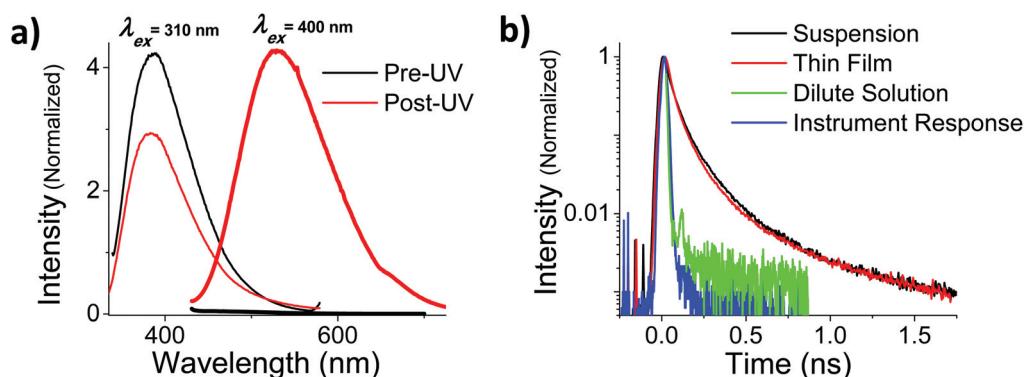 a)
λex = 310 nm
λex = 400 nm
Pre-UV
Post-UV
Intensity (Normalized)
4
2
0
400
600
Wavelength (nm)
b)
Suspension
Thin Film
Dilute Solution
Instrument Response
Intensity (Normalized)
1
0.01
0.0
0.5
1.0
1.5
Time (ns)